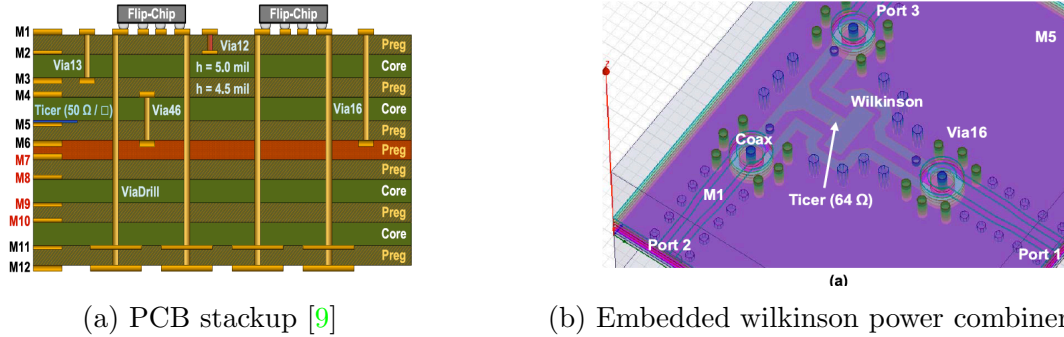 Flip-Chip
Flip-Chip
M1
Via12
Preg
M2
Core
Via13
h = 5.0 mil
M3
h = 4.5 mil
Preg
M4
Core
Ticer (50 Ω / □)
Via46
Via16
M5
Preg
M6
Preg
M7
Preg
M8
ViaDrill
Core
M9
Preg
M10
Core
M11
Preg
M12
(a) PCB stackup [9]
Port 3
M5
Z
Wilkinson
Coax
Via16
M1
Ticer (64 Ω)
Port 2
Port 1
(a)
(b) Embedded wilkinson power combiner